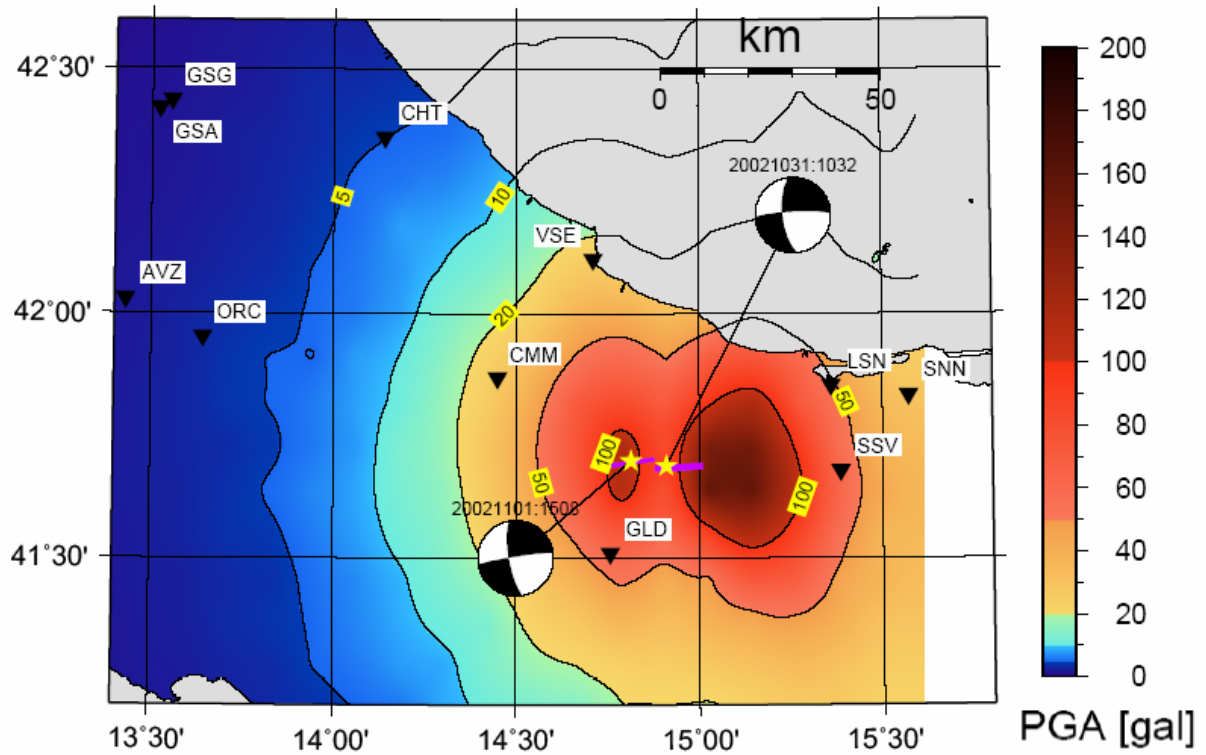 km
0 50
42°30'
42°00'
41°30'
13°30'
14°00'
14°30'
15°00'
15°30'
GSG
GSA
CHT
VSE
AVZ
ORC
CMM
LSN
SNN
SSV
GLD
20021031:1032
20021101:1508
5
10
20
50
100
50
100
200
180
160
140
120
100
80
60
40
20
0
PGA [gal]